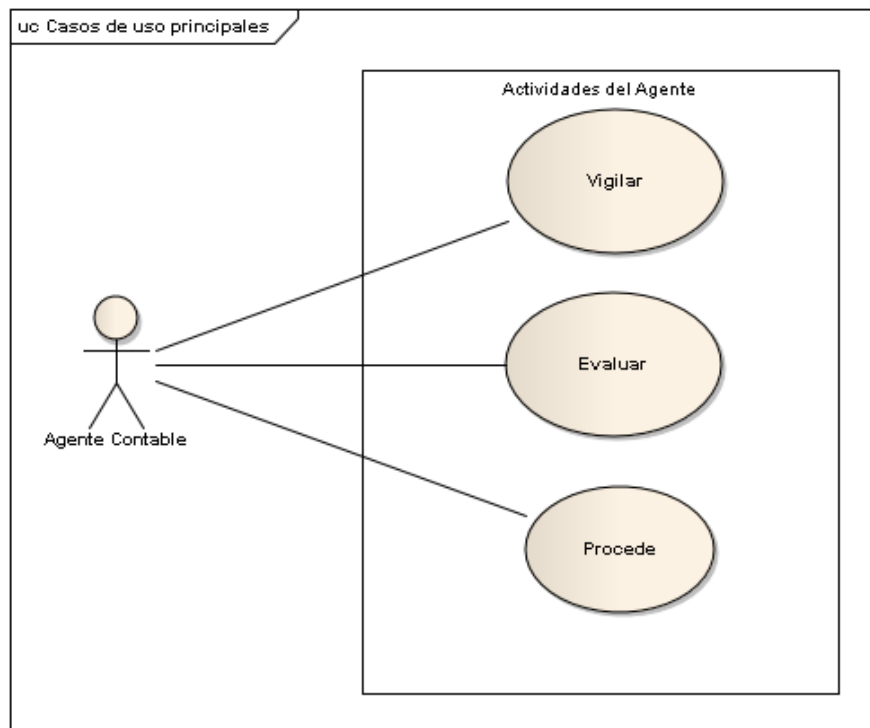 uc Casos de uso principales
Actividades del Agente
Vigilar
Evaluar
Agente Contable
Procede